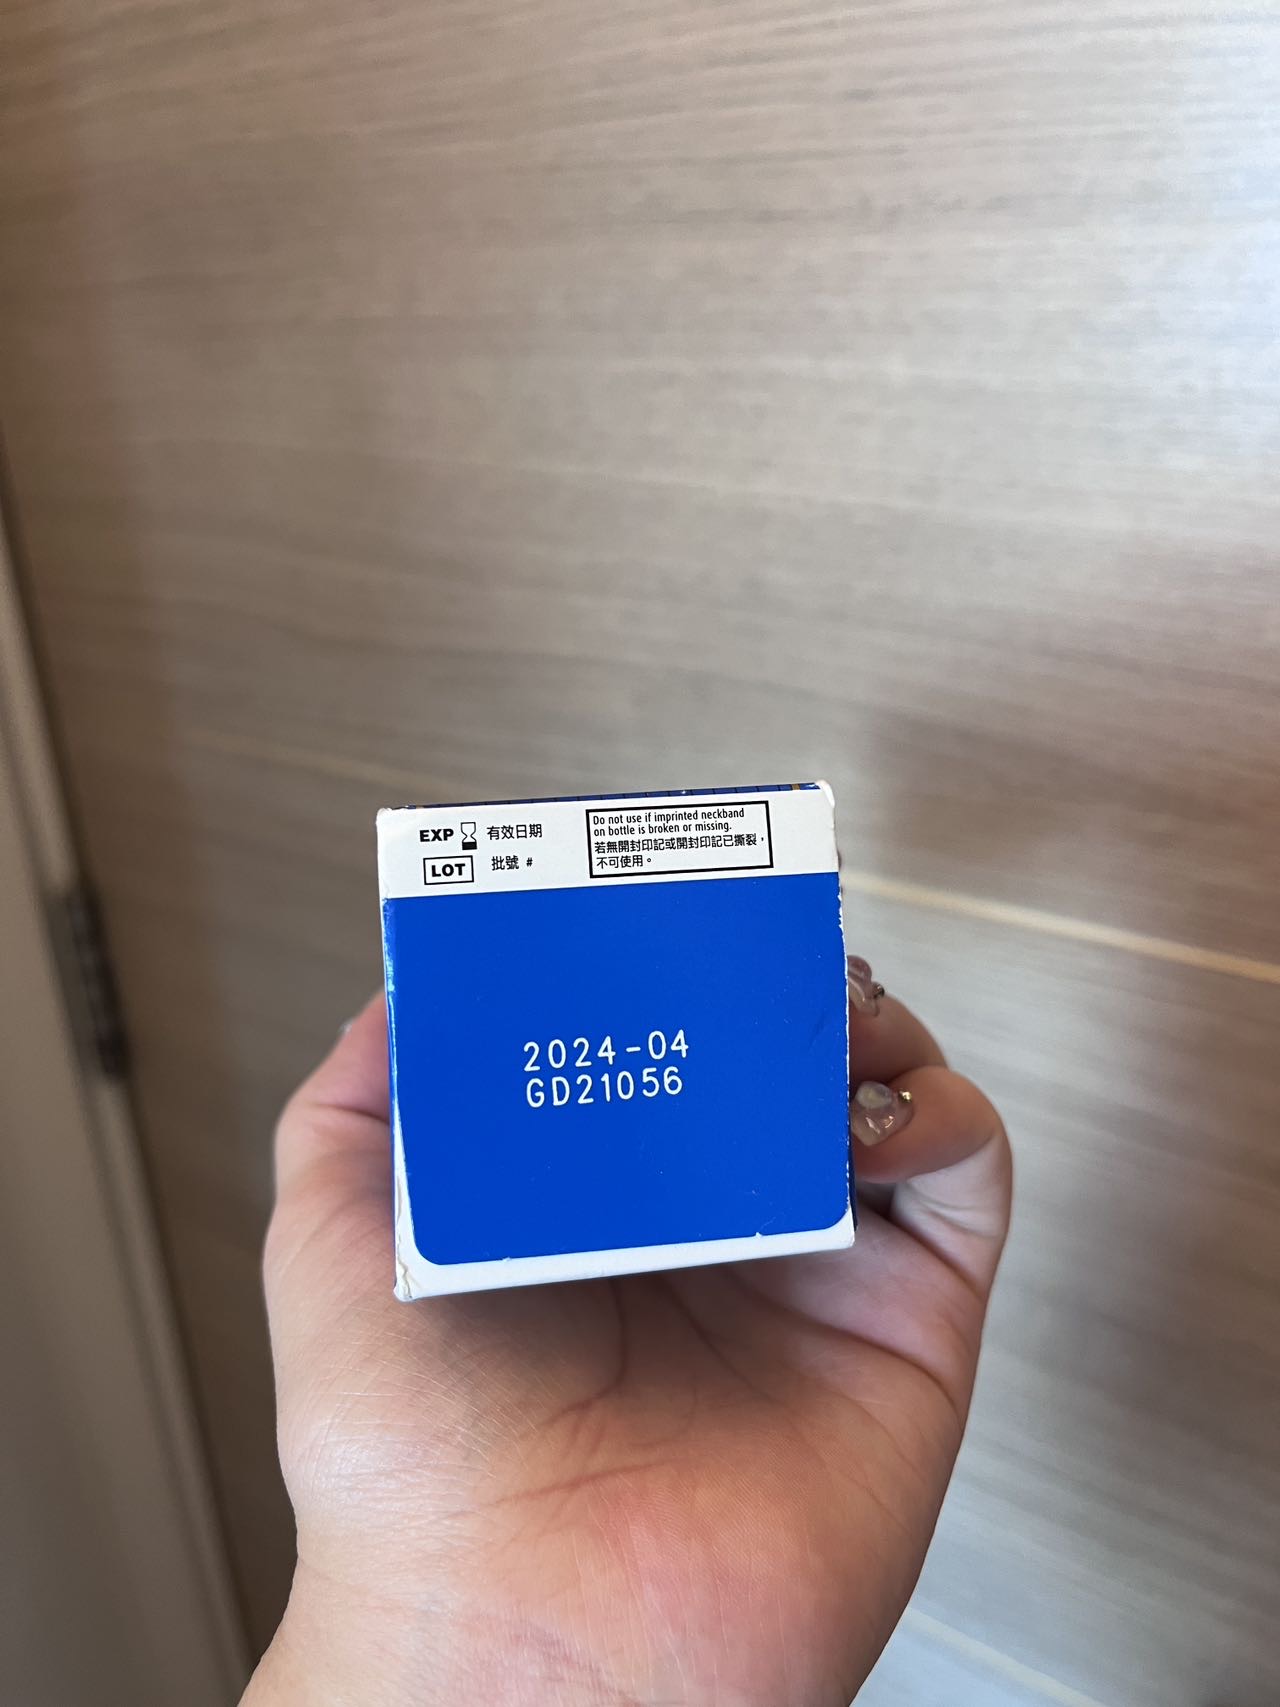 EXP 有效日期
LOT 批號 #
Do not use if imprinted neckband
on bottle is broken or missing.
若無開封印記或開封印記已撕裂，
不可使用。
2024-04
GD21056